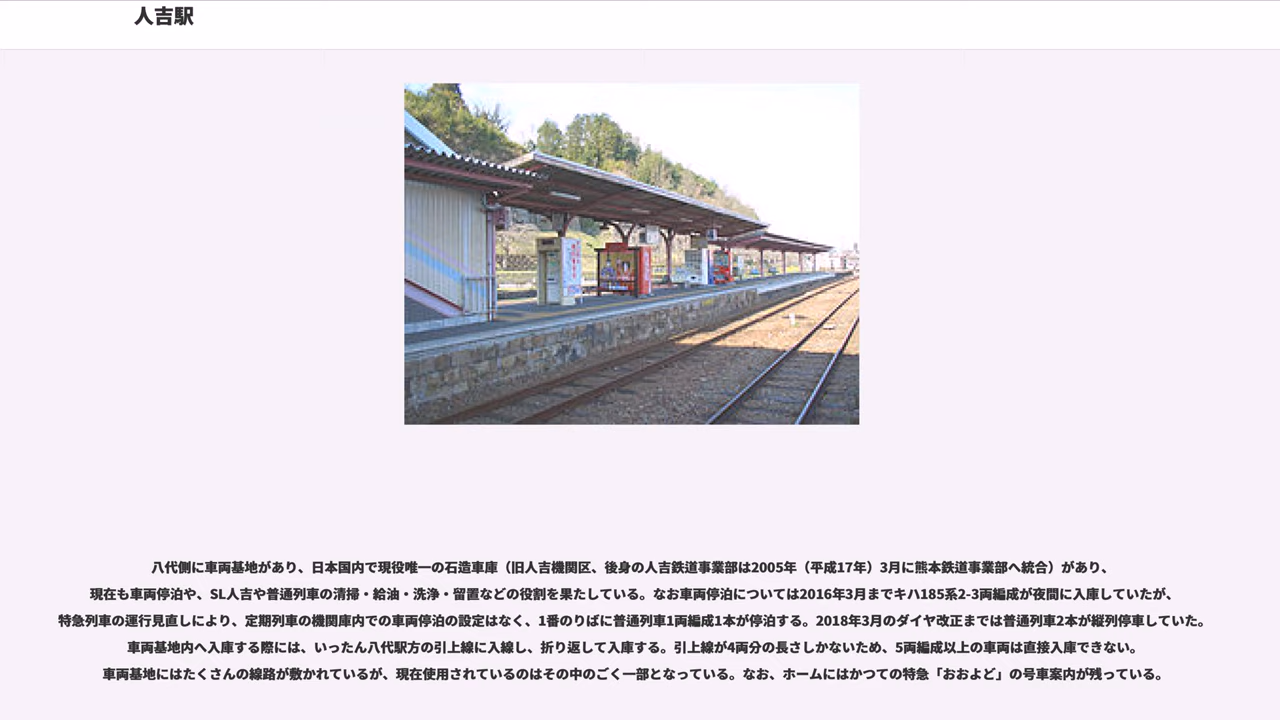 人吉駅
八代側に車両基地があり、日本国内で現役唯一の石造車庫（旧人吉機関区、後身の人吉鉄道事業部は2005年（平成17年）3月に熊本鉄道事業部へ統合）があり、
現在も車両停泊や、SL人吉や普通列車の清掃・給油・洗浄・留置などの役割を果たしている。なお車両停泊については2016年3月までキハ185系2-3両編成が夜間に入庫していたが、
特急列車の運行見直しにより、定期列車の機関庫内での車両停泊の設定はなく、1番のりばに普通列車1両編成1本が停泊する。2018年3月のダイヤ改正までは普通列車2本が縦列停車していた。
車両基地内へ入庫する際には、いったん八代駅方の引上線に入線し、折り返して入庫する。引上線が4両分の長さしかないため、5両編成以上の車両は直接入庫できない。
車両基地にはたくさんの線路が敷かれているが、現在使用されているのはその中のごく一部となっている。なお、ホームにはかつての特急「おおよど」の号車案内が残っている。